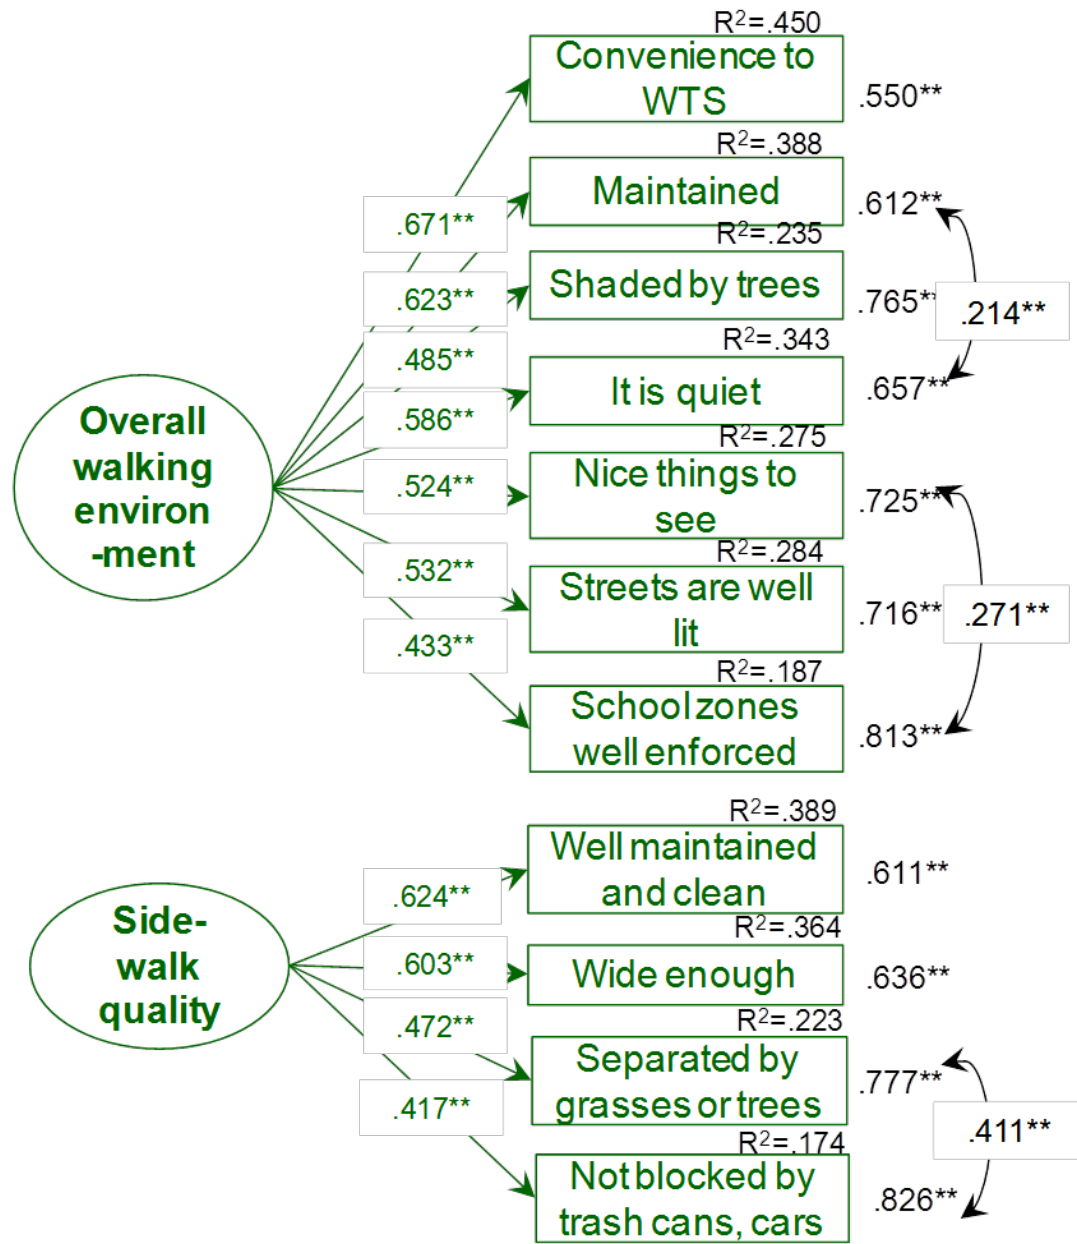 R²=.450
Convenience to
WTS
.550**
R²=.388
Maintained
.612**
.671**
R²=.235
Shaded by trees
.765**
.623**
.214**
R²=.343
.485**
It is quiet
.657**
.586**
R²=.275
Overall
walking
environ
-ment
Nice things to
see
.725**
.524**
R²=.284
.532**
Streets are well
lit
.716**
.271**
.433**
R²=.187
School zones
well enforced
.813**
R²=.389
Well maintained
and clean
.611**
.624**
R²=.364
Side-
walk
quality
.603**
Wide enough
.636**
R²=.223
.472**
Separated by
grasses or trees
.777**
.417**
.411**
R²=.174
Not blocked by
trash cans, cars
.826**